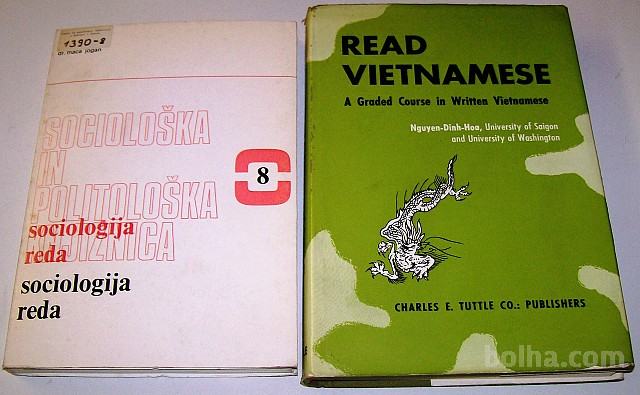 1390-8
dr. maca jogan
SOCIOLOŠKA
IN
POLITOLOŠKA
KNJIŽNICA
8
sociologija
reda
sociologija
reda
READ
VIETNAMESE
A Graded Course in Written Vietnamese
Nguyen-Dinh-Hoa, University of Saigon
and University of Washington
CHARLES E. TUTTLE CO.: PUBLISHERS
bolha.com